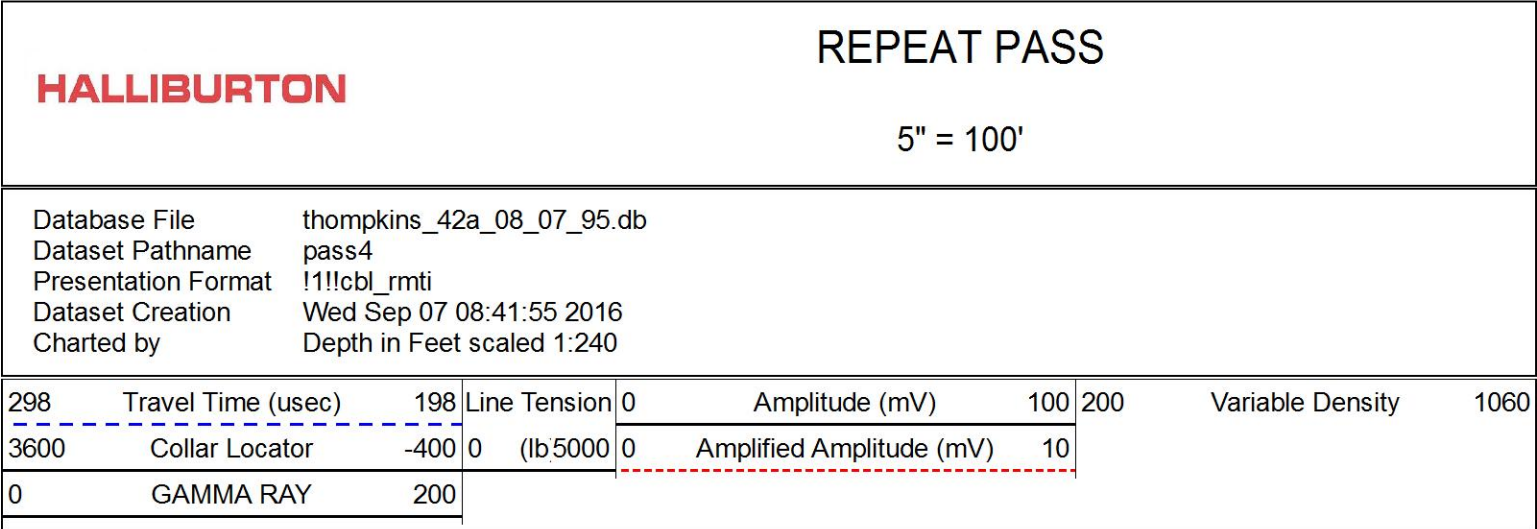 REPEAT PASS
HALLIBURTON
5" = 100'
Database File thompkins_42a_08_07_95.db
Dataset Pathname pass4
Presentation Format !1!!cbl_rmti
Dataset Creation Wed Sep 07 08:41:55 2016
Charted by Depth in Feet scaled 1:240
298 Travel Time (usec) 198 Line Tension 0 Amplitude (mV) 100 200 Variable Density 1060
3600 Collar Locator -400 0 (lb 5000 0 Amplified Amplitude (mV) 10
0 GAMMA RAY 200